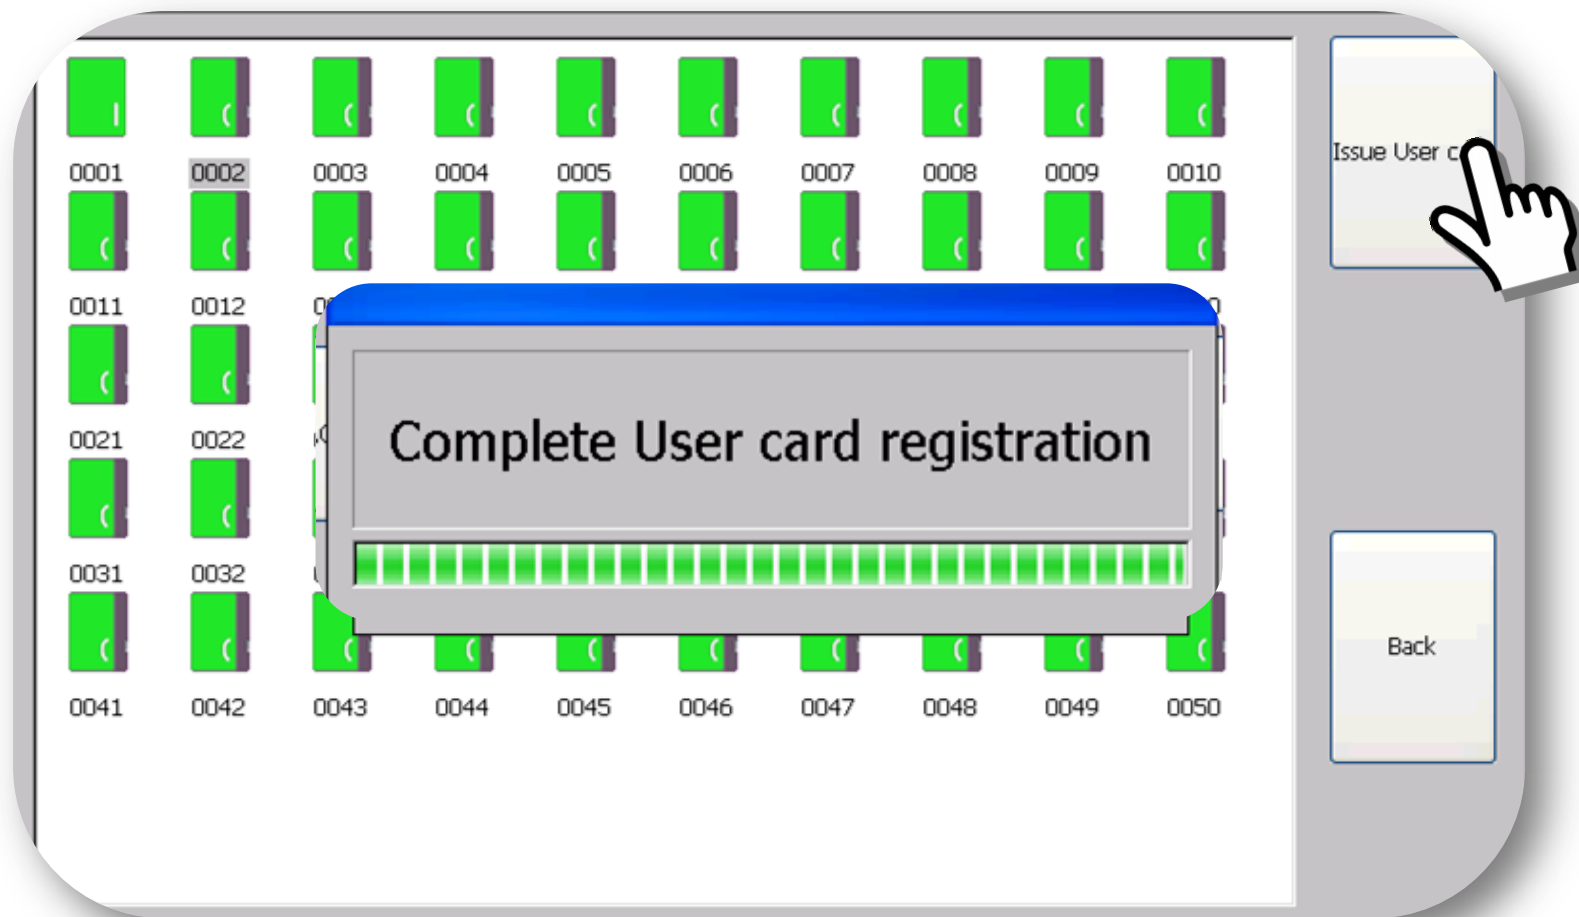 0001 0002 0003 0004 0005 0006 0007 0008 0009 0010
Issue User
0011 0012
Complete User card registration
0021 0022
0031 0032
Back
0041 0042 0043 0044 0045 0046 0047 0048 0049 0050